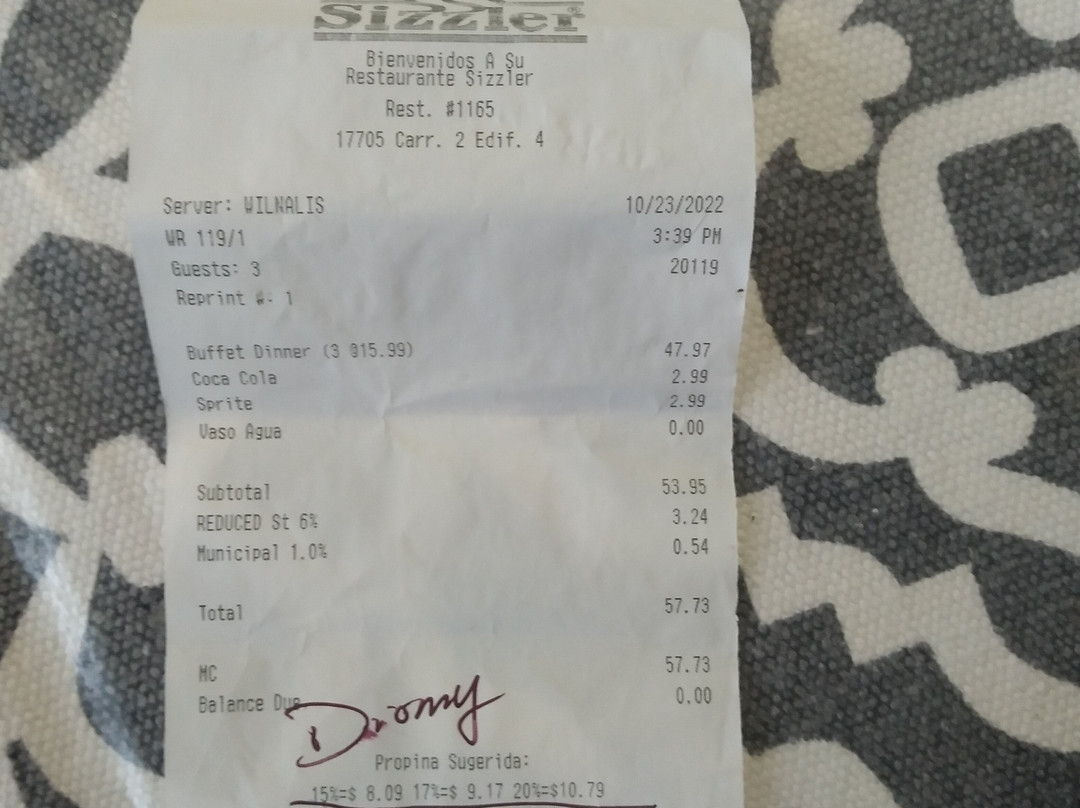 Sizzler
Bienvenidos A Su
Restaurante Sizzler
Rest. #1165
17705 Carr. 2 Edif. 4
Server: WILNALIS 10/23/2022
WR 119/1 3:39 PM
Guests: 3 20119
Reprint #: 1
Buffet Dinner (3 @15.99) 47.97
Coca Cola 2.99
Sprite 2.99
Vaso Agua 0.00
Subtotal 53.95
REDUCED St 6% 3.24
Municipal 1.0% 0.54
Total 57.73
MC 57.73
Balance Due 0.00
Propina Sugerida:
15%=$ 8.09 17%=$ 9.17 20%=$10.79